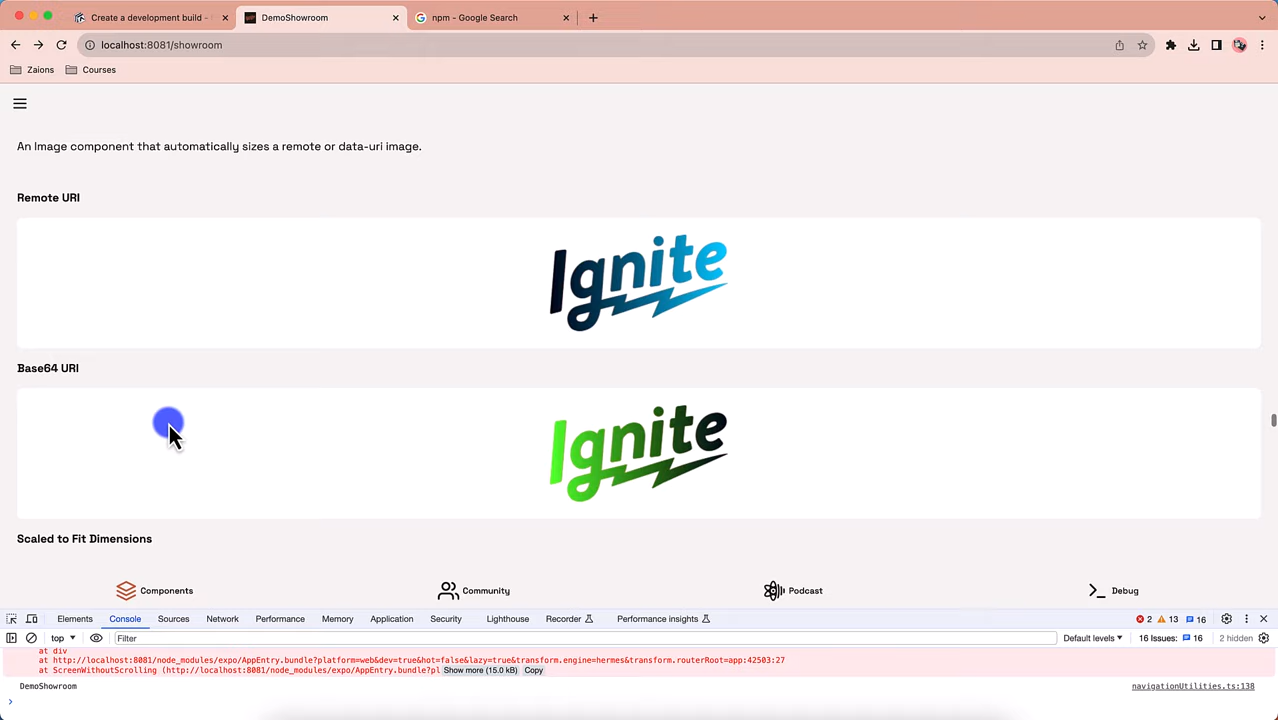 Create a development build -
DemoShowroom
npm - Google Search
localhost:8081/showroom
Zaions
Courses
An Image component that automatically sizes a remote or data-uri image.
Remote URI
Ignite
Base64 URI
Ignite
Scaled to Fit Dimensions
Components
Community
Podcast
Debug
Elements
Console
Sources
Network
Performance
Memory
Application
Security
Lighthouse
Recorder
Performance insights
2
13
16
top
Filter
Default levels
16 Issues:
16
2 hidden
at div
at http://localhost:8081/node_modules/expo/AppEntry.bundle?platform=web&dev=true&hot=false&lazy=true&transform.engine=hermes&transform.routerRoot=app:42503:27
at ScreenWithoutScrolling (http://localhost:8081/node_modules/expo/AppEntry.bundle?pl Show more (15.0 kB) Copy
DemoShowroom
navigationUtilities.ts:138